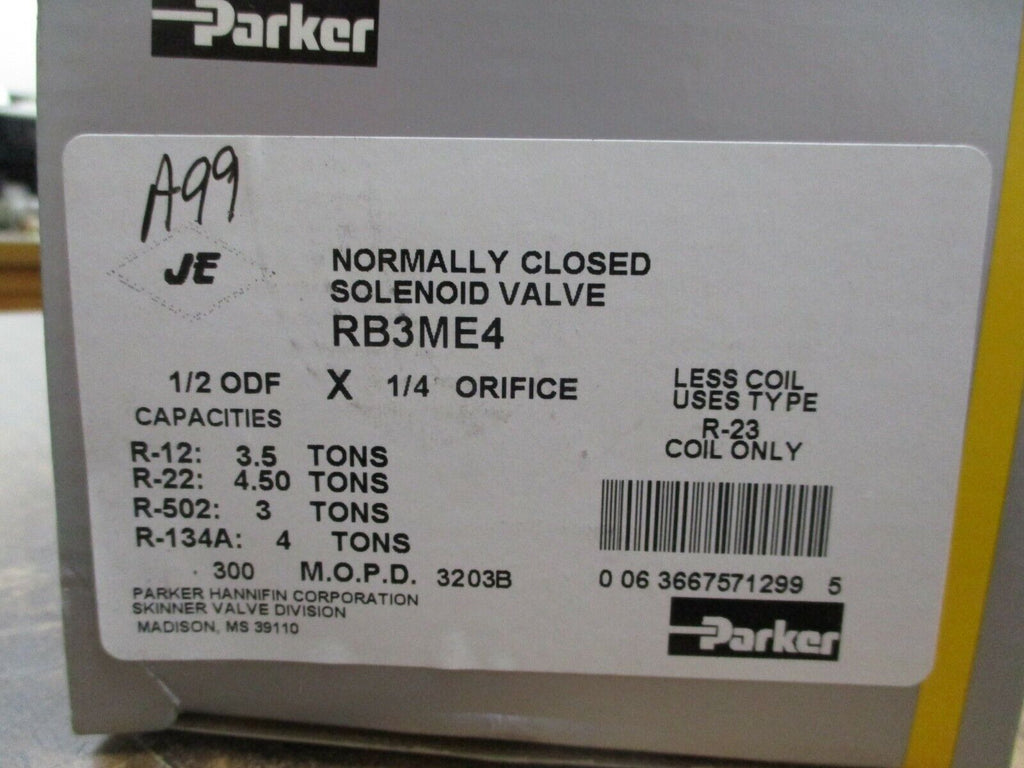 Parker
A99
JE
NORMALLY CLOSED
SOLENOID VALVE
RB3ME4
1/2 ODF X 1/4 ORIFICE
CAPACITIES
R-12: 3.5 TONS
R-22: 4.50 TONS
R-502: 3 TONS
R-134A: 4 TONS
300 M.O.P.D. 3203B
PARKER HANNIFIN CORPORATION
SKINNER VALVE DIVISION
MADISON, MS 39110
LESS COIL
USES TYPE
R-23
COIL ONLY
0 06 3667571299 5
Parker